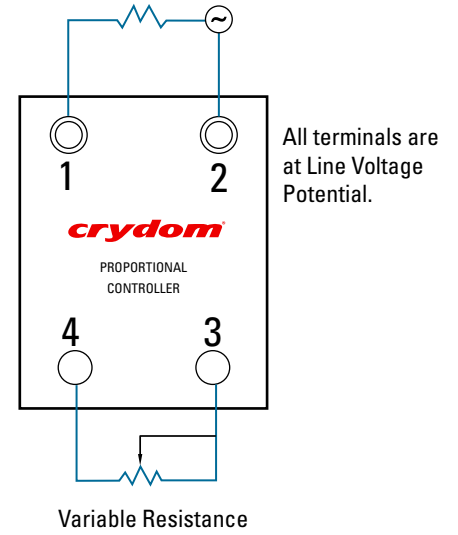 All terminals are
at Line Voltage
Potential.
1 2
crydom
PROPORTIONAL
CONTROLLER
4 3
Variable Resistance